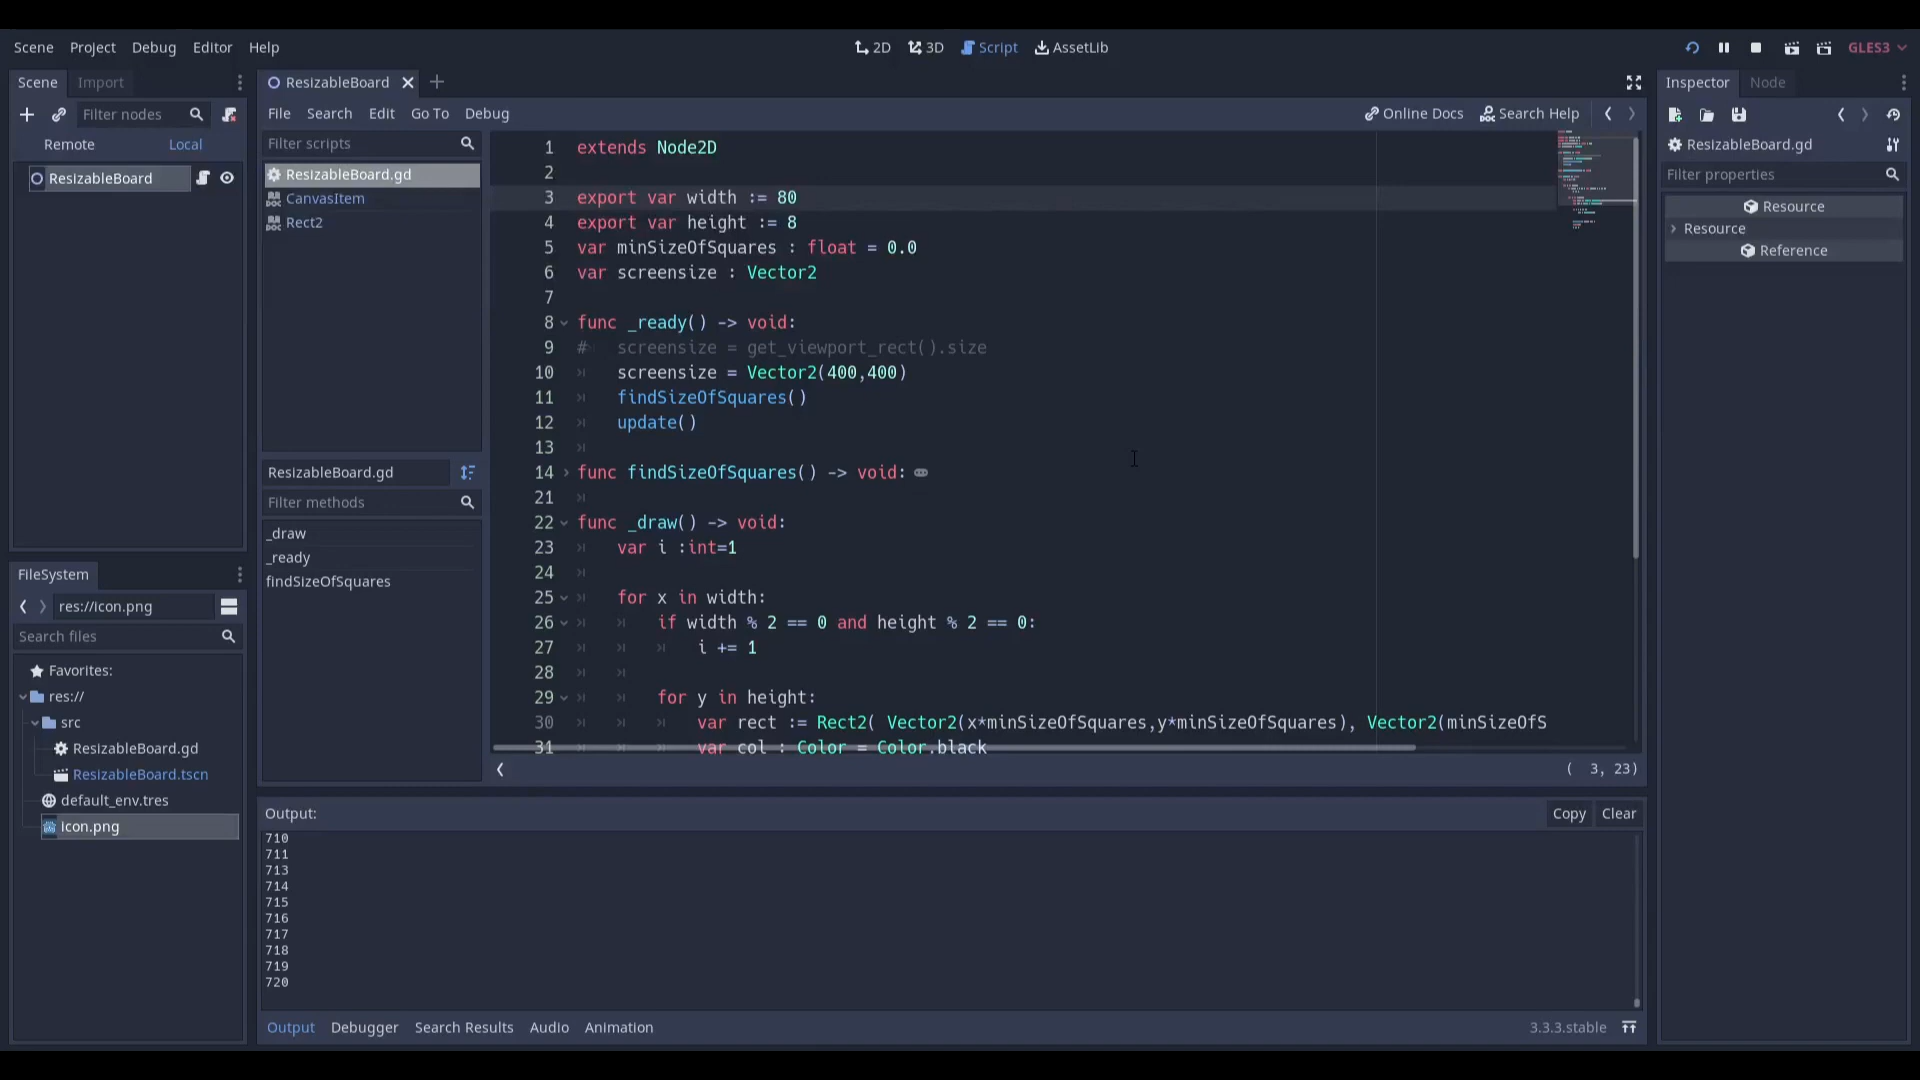 Scene Project Debug Editor Help
2D 3D Script AssetLib
GLES3
Scene Import
Filter nodes
Remote Local
ResizableBoard
FileSystem
res://icon.png
Search files
Favorites:
res://
src
ResizableBoard.gd
ResizableBoard.tscn
default_env.tres
icon.png
ResizableBoard
File Search Edit Go To Debug
Online Docs Search Help
Filter scripts
ResizableBoard.gd
CanvasItem
Rect2
ResizableBoard.gd
Filter methods
_draw
_ready
findSizeOfSquares
1 extends Node2D
2
3 export var width := 80
4 export var height := 8
5 var minSizeOfSquares : float = 0.0
6 var screensize : Vector2
7
8 func _ready() -> void:
9 # screensize = get_viewport_rect().size
10 screensize = Vector2(400,400)
11 findSizeOfSquares()
12 update()
13
14 func findSizeOfSquares() -> void:
21
22 func _draw() -> void:
23 var i :int=1
24
25 for x in width:
26 if width % 2 == 0 and height % 2 == 0:
27 i += 1
28
29 for y in height:
30 var rect := Rect2( Vector2(x*minSizeOfSquares,y*minSizeOfSquares), Vector2(minSizeOfS
31 var col : Color = Color.black
( 3, 23)
Output:
Copy Clear
710
711
713
714
715
716
717
718
719
720
Output Debugger Search Results Audio Animation
3.3.3.stable
Inspector Node
ResizableBoard.gd
Filter properties
Resource
Resource
Reference